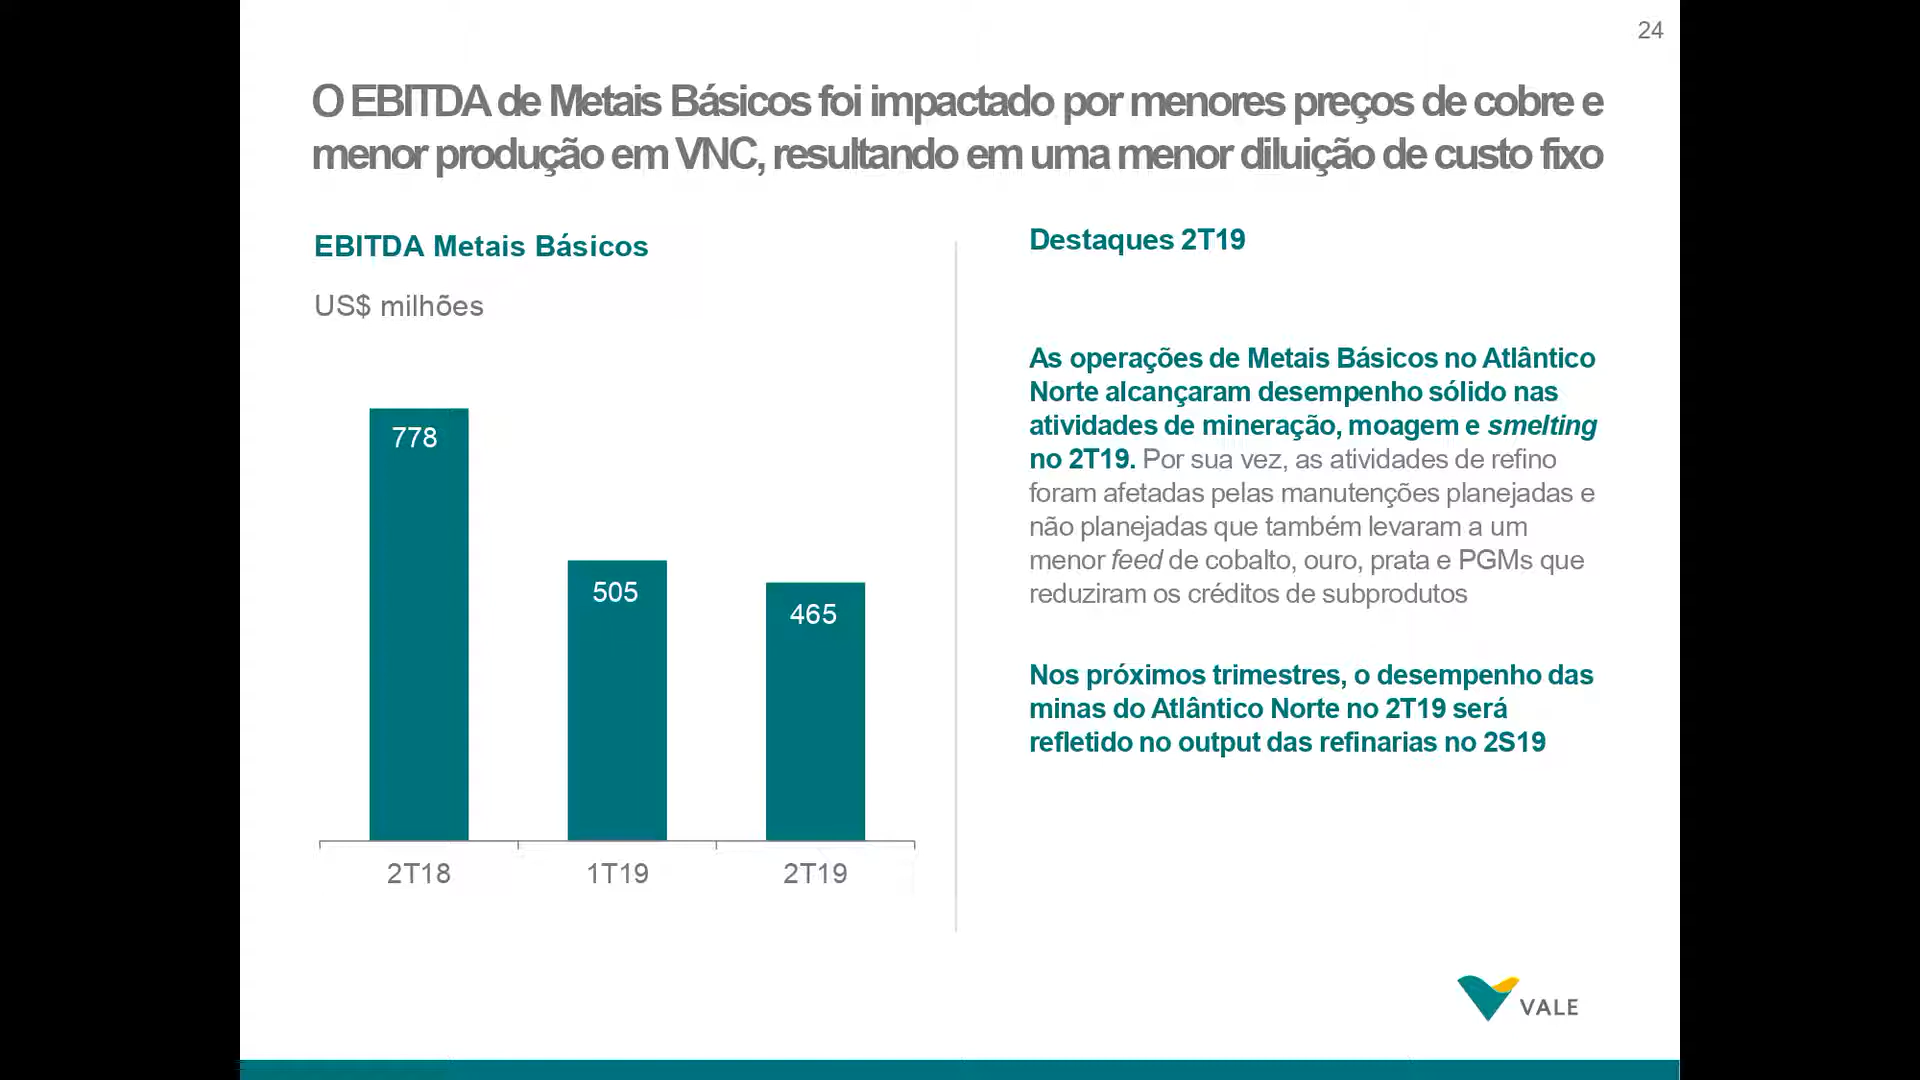 24
O EBITDA de Metais Básicos foi impactado por menores preços de cobre e
menor produção em VNC, resultando em uma menor diluição de custo fixo
EBITDA Metais Básicos
US$ milhões
778
505
465
2T18
1T19
2T19
Destaques 2T19
As operações de Metais Básicos no Atlântico
Norte alcançaram desempenho sólido nas
atividades de mineração, moagem e smelting
no 2T19. Por sua vez, as atividades de refino
foram afetadas pelas manutenções planejadas e
não planejadas que também levaram a um
menor feed de cobalto, ouro, prata e PGMs que
reduziram os créditos de subprodutos
Nos próximos trimestres, o desempenho das
minas do Atlântico Norte no 2T19 será
refletido no output das refinarias no 2S19
VALE